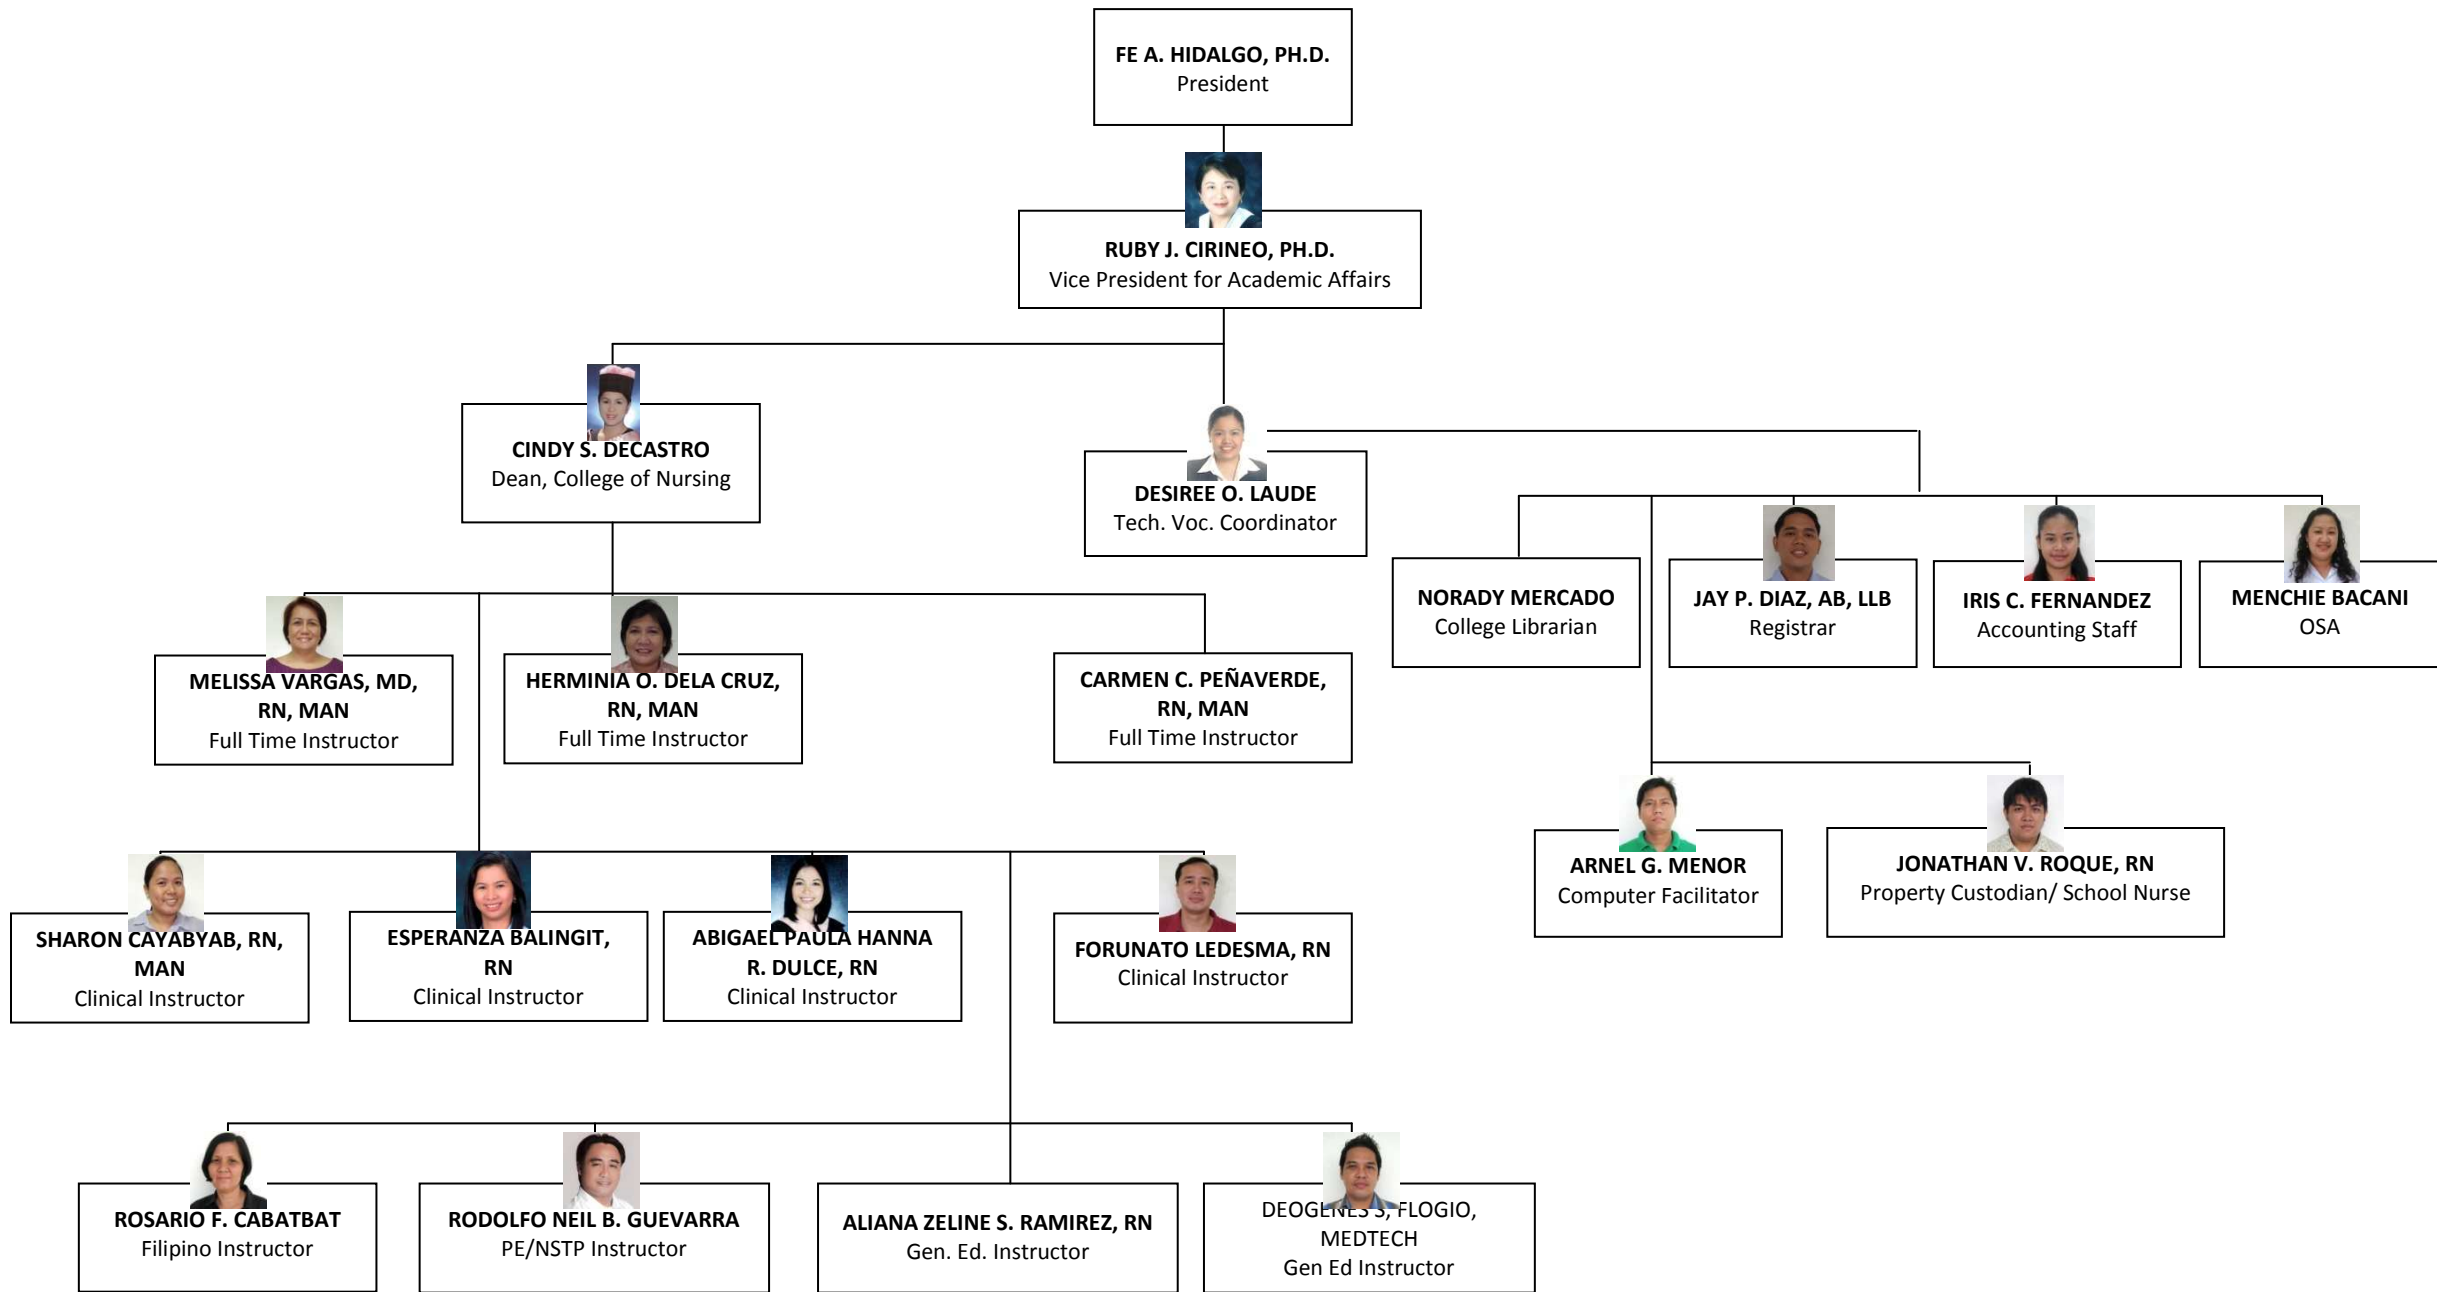 FE A. HIDALGO, PH.D.
President
RUBY J. CIRINEO, PH.D.
Vice President for Academic Affairs
CINDY S. DECASTRO
Dean, College of Nursing
DESIREE O. LAUDE
Tech. Voc. Coordinator
NORADY MERCADO
College Librarian
JAY P. DIAZ, AB, LLB
Registrar
IRIS C. FERNANDEZ
Accounting Staff
MENCHIE BACANI
OSA
MELISSA VARGAS, MD,
RN, MAN
Full Time Instructor
HERMINIA O. DELA CRUZ,
RN, MAN
Full Time Instructor
CARMEN C. PEÑAVERDE,
RN, MAN
Full Time Instructor
ARNEL G. MENOR
Computer Facilitator
JONATHAN V. ROQUE, RN
Property Custodian/ School Nurse
SHARON CAYABYAB, RN,
MAN
Clinical Instructor
ESPERANZA BALINGIT,
RN
Clinical Instructor
ABIGAEL PAULA HANNA
R. DULCE, RN
Clinical Instructor
FORUNATO LEDESMA, RN
Clinical Instructor
ROSARIO F. CABATBAT
Filipino Instructor
RODOLFO NEIL B. GUEVARRA
PE/NSTP Instructor
ALIANA ZELINE S. RAMIREZ, RN
Gen. Ed. Instructor
DEOGENES S, FLOGIO,
MEDTECH
Gen Ed Instructor